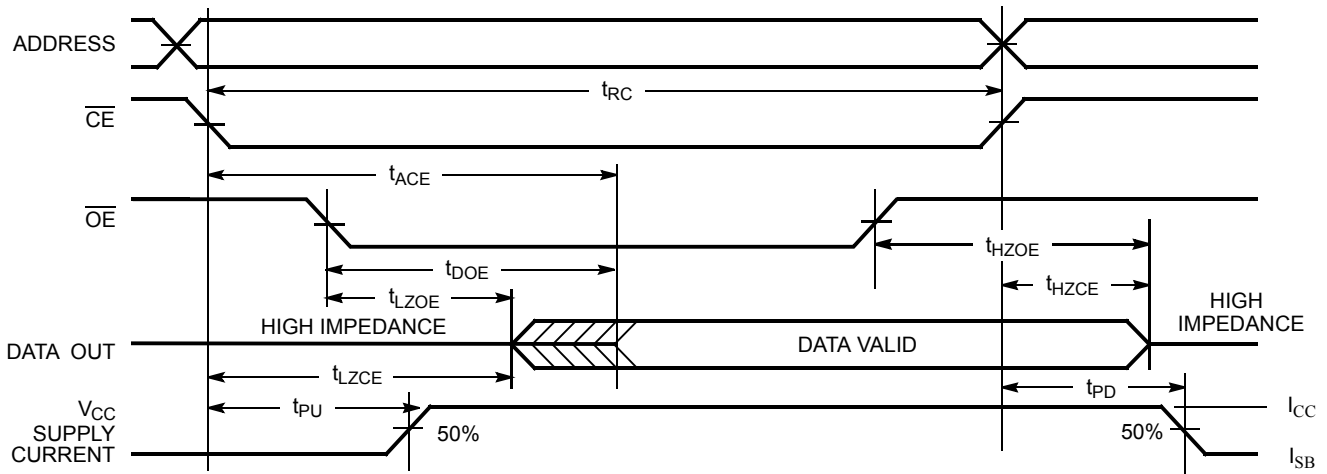 ADDRESS
tRC
CE
tACE
OE
tHZOE
tDOE
tLZOE
tHZCE
HIGH IMPEDANCE
HIGH
IMPEDANCE
DATA OUT
DATA VALID
tLZCE
tPD
VCC
SUPPLY
CURRENT
tPU
50%
50%
ICC
ISB